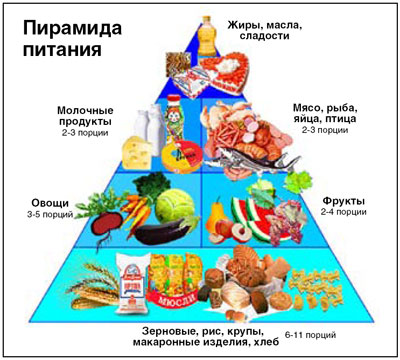 Пирамида
питания
Жиры, масла,
сладости
Молочные
продукты
2-3 порции
Мясо, рыба,
яйца, птица
2-3 порции
Овощи
3-5 порций
Фрукты
2-4 порции
МЮСЛИ
Зерновые, рис, крупы,
макаронные изделия, хлеб
6-11 порций